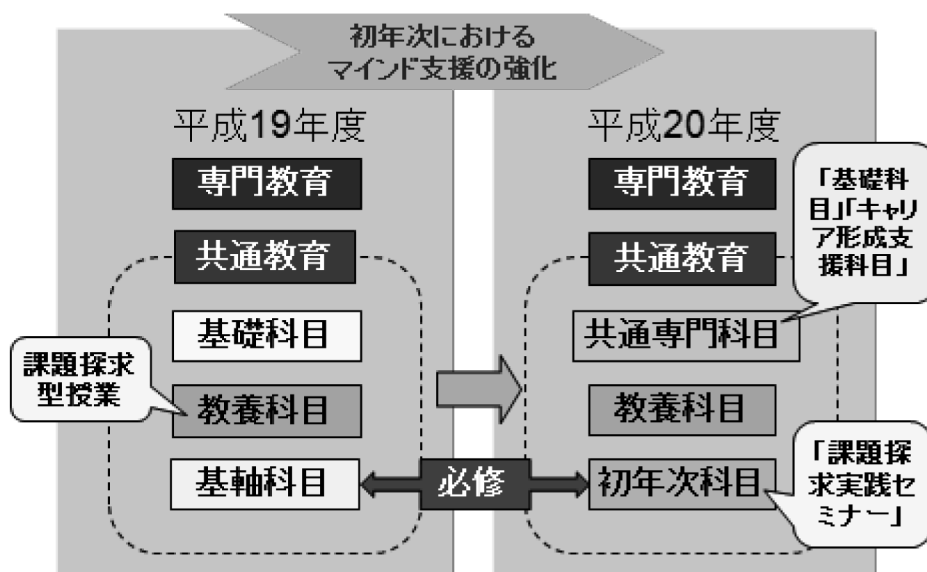 初年次における
マインド支援の強化
平成19年度
専門教育
共通教育
基礎科目
教養科目
基軸科目
課題探求
型授業
必修
平成20年度
専門教育
共通教育
共通専門科目
教養科目
初年次科目
「基礎科
目」「キャリ
ア形成支
援科目」
「課題探
求実践セ
ミナー」